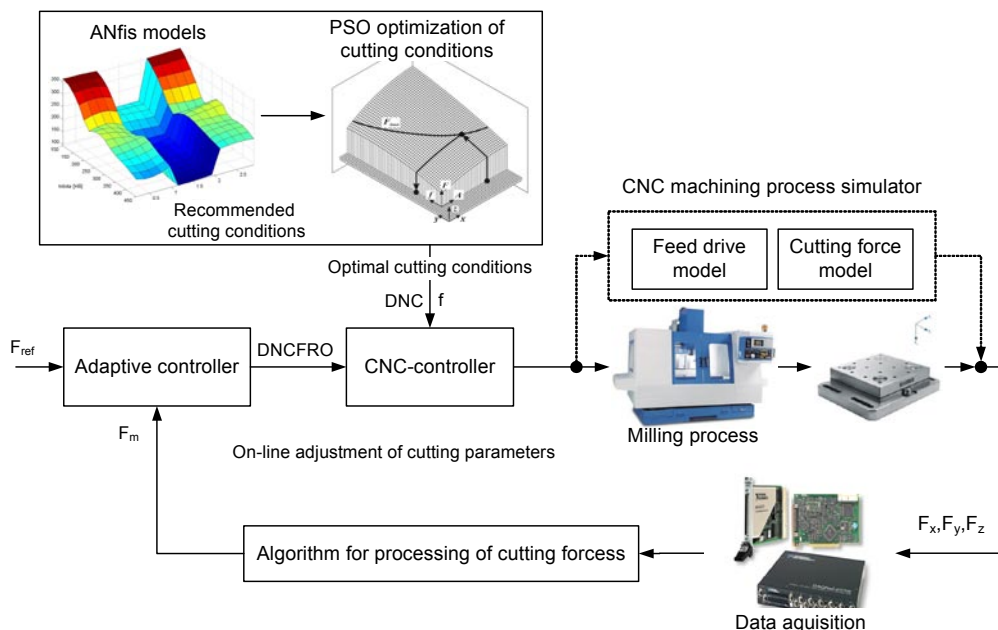 ANfis models
PSO optimization of
cutting conditions
Recommended
cutting conditions
F
A
f
y
z
x
Optimal cutting conditions
DNC f
CNC machining process simulator
Feed drive
model
Cutting force
model
Fref
Adaptive controller
DNCFRO
CNC-controller
Milling process
Fm
On-line adjustment of cutting parameters
Algorithm for processing of cutting forcess
Fx,Fy,Fz
Data aquisition